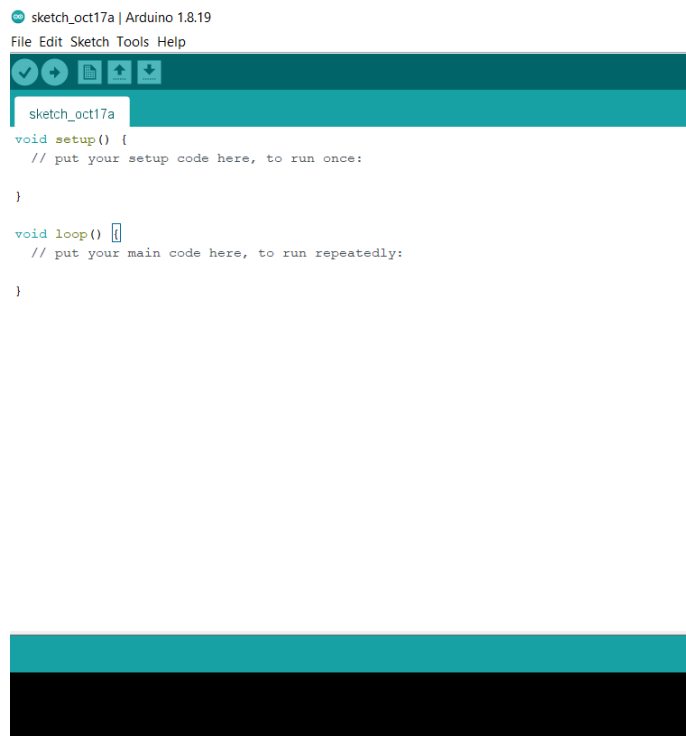 sketch_oct17a | Arduino 1.8.19
File Edit Sketch Tools Help
sketch_oct17a
void setup() {
  // put your setup code here, to run once:
}
void loop() {
  // put your main code here, to run repeatedly:
}